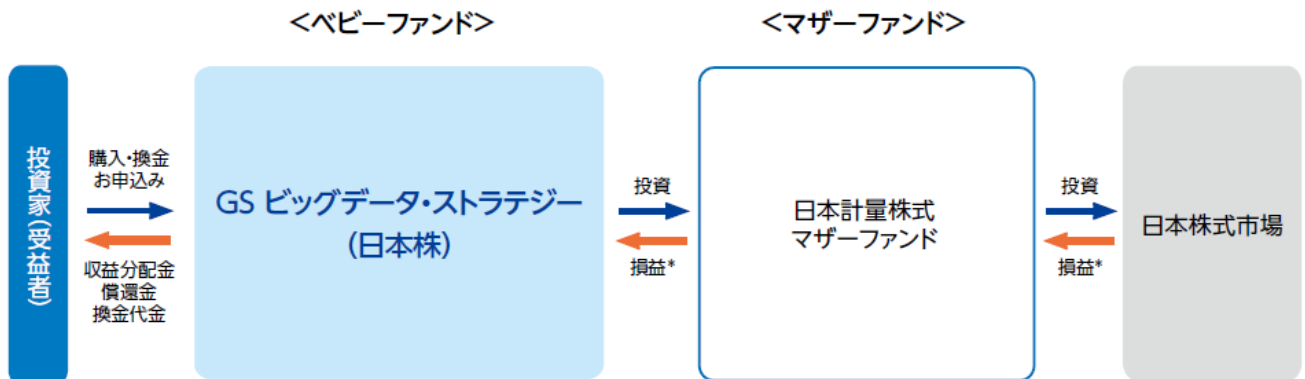 ＜ベビーファンド＞
＜マザーファンド＞
投資家(受益者)
購入・換金
お申込み
収益分配金
償還金
換金代金
GS ビッグデータ・ストラテジー
(日本株)
投資
損益*
日本計量株式
マザーファンド
投資
損益*
日本株式市場